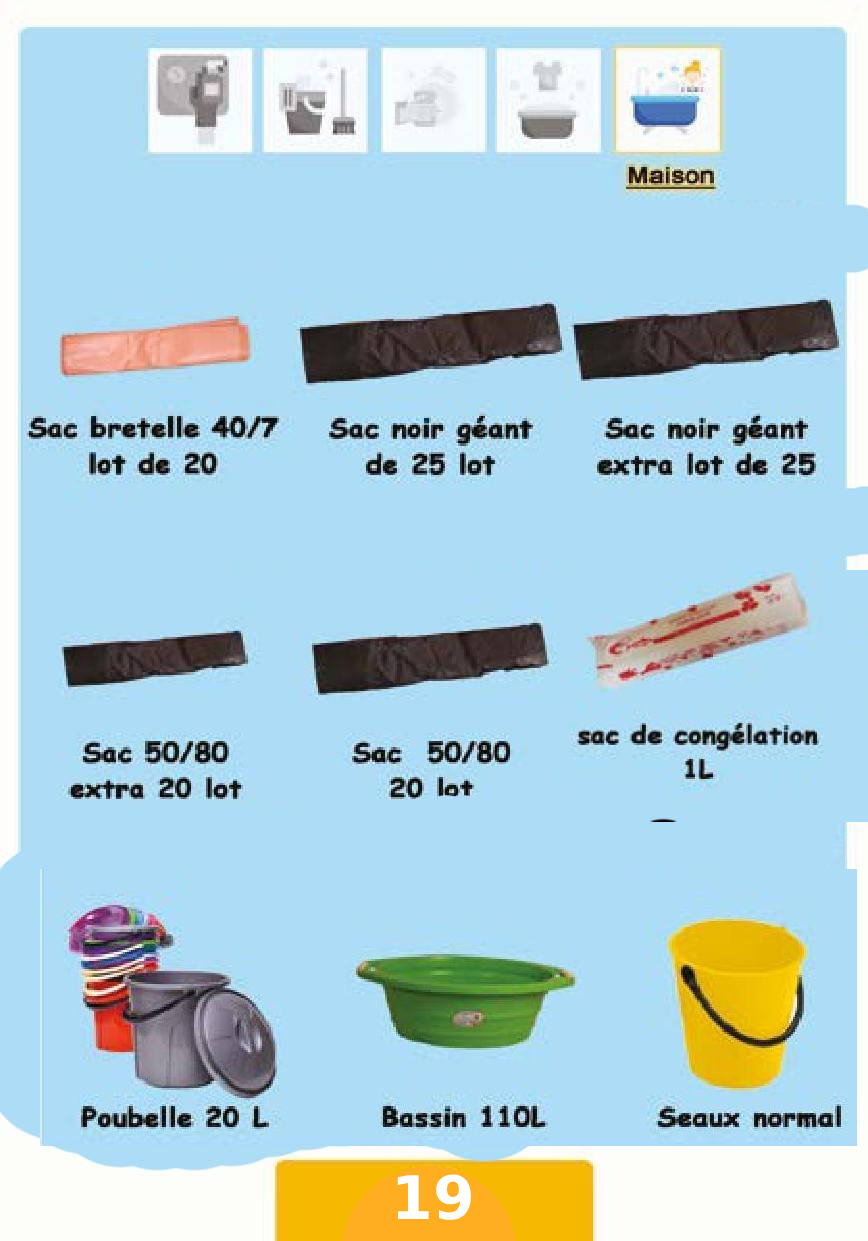 Maison
Sac bretelle 40/7
lot de 20
Sac noir géant
de 25 lot
Sac noir géant
extra lot de 25
Sac 50/80
extra 20 lot
Sac 50/80
20 lot
sac de congélation
1L
Poubelle 20 L
Bassin 110L
Seaux normal
19